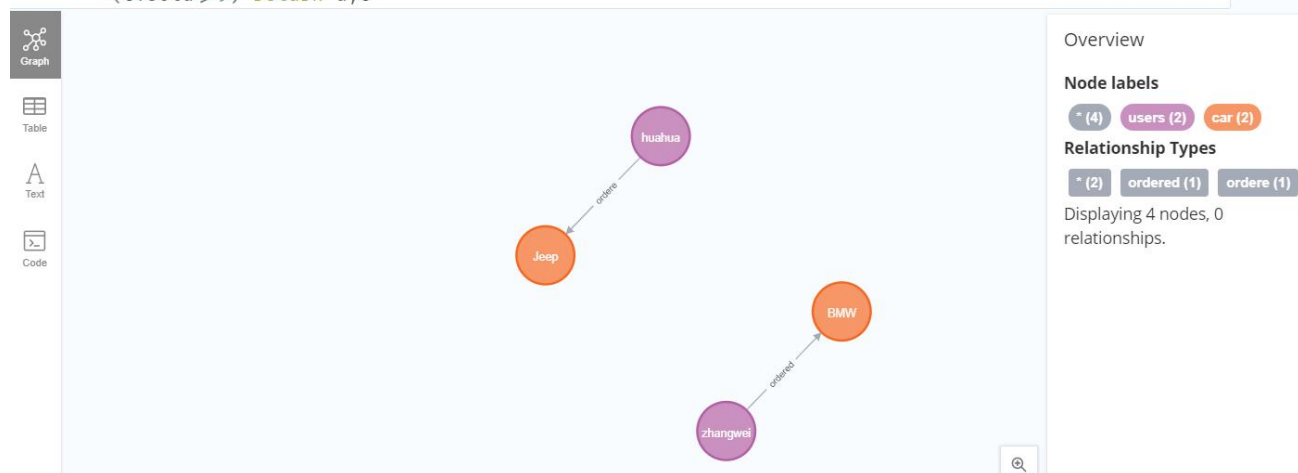 Graph
Table
Text
Code
huahua
ordere
Jeep
BMW
ordered
zhangwei
Overview
Node labels
* (4) users (2) car (2)
Relationship Types
* (2) ordered (1) ordere (1)
Displaying 4 nodes, 0
relationships.